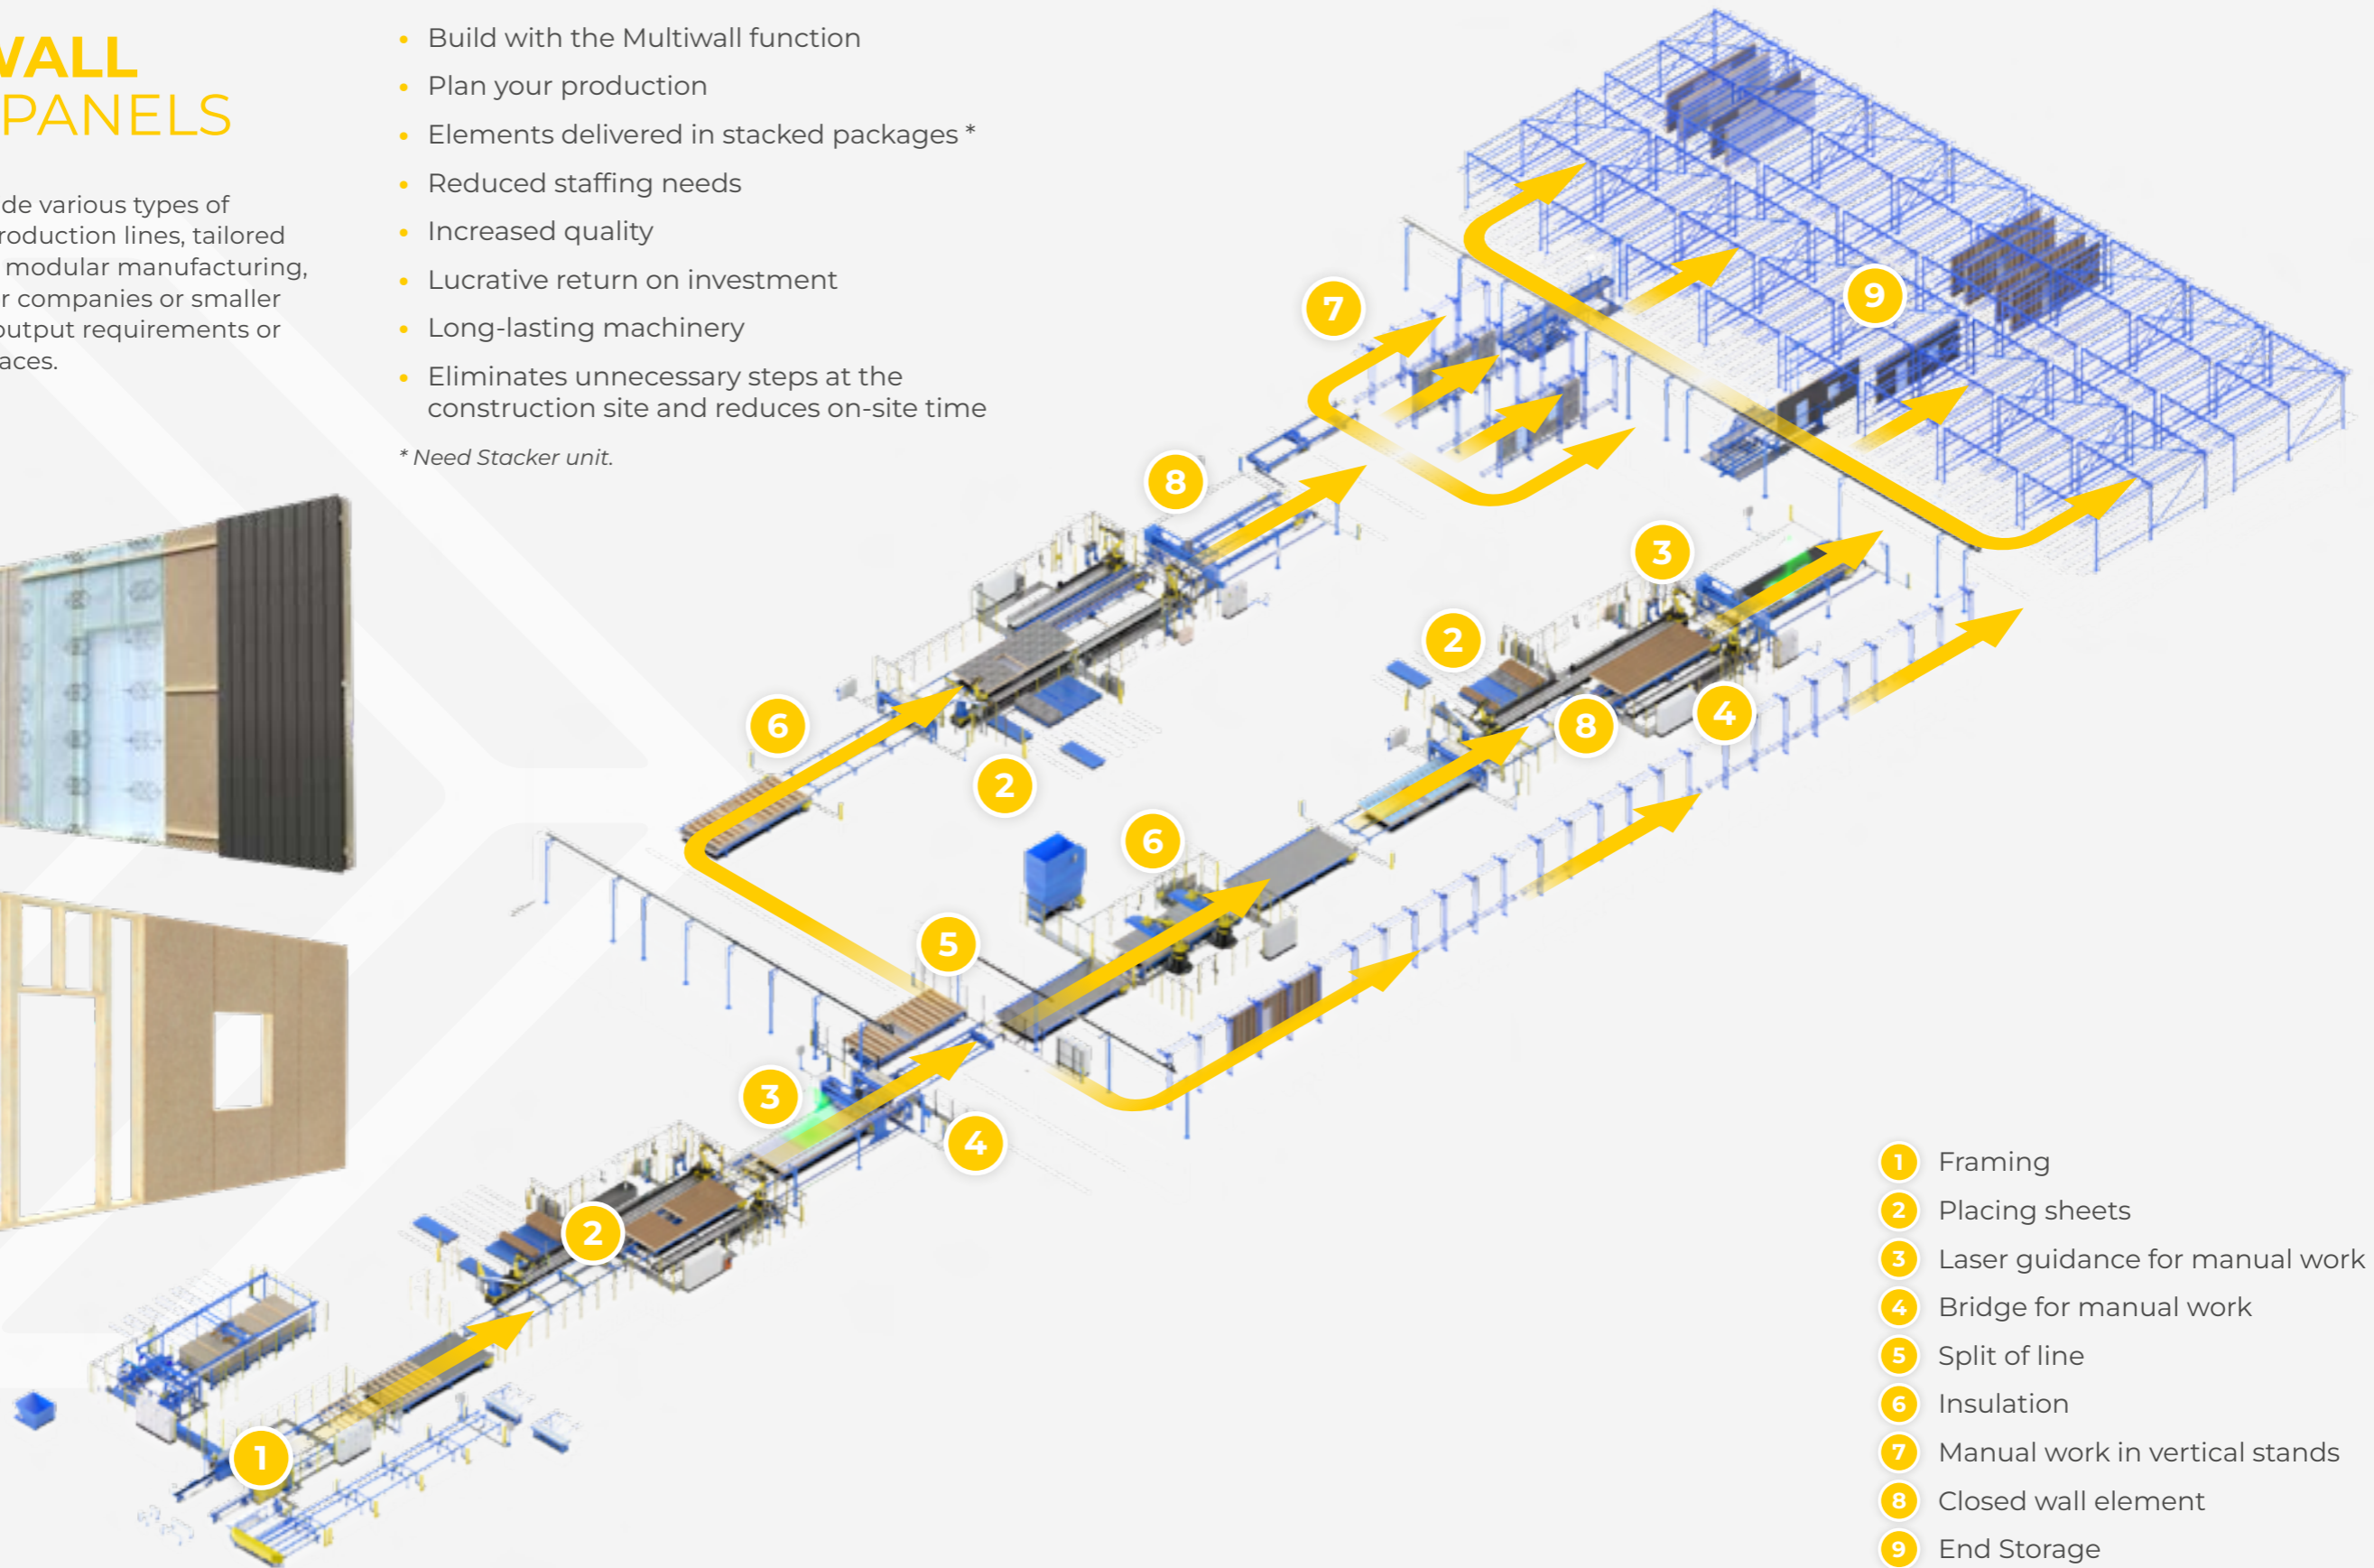 WALL
PANELS
de various types of
roduction lines, tailored
modular manufacturing,
r companies or smaller
output requirements or
aces.
• Build with the Multiwall function
• Plan your production
• Elements delivered in stacked packages *
• Reduced staffing needs
• Increased quality
• Lucrative return on investment
• Long-lasting machinery
• Eliminates unnecessary steps at the
construction site and reduces on-site time
* Need Stacker unit.
9
7
8
3
2
6
8
4
2
6
5
3
4
2
1
1 Framing
2 Placing sheets
3 Laser guidance for manual work
4 Bridge for manual work
5 Split of line
6 Insulation
7 Manual work in vertical stands
8 Closed wall element
9 End Storage